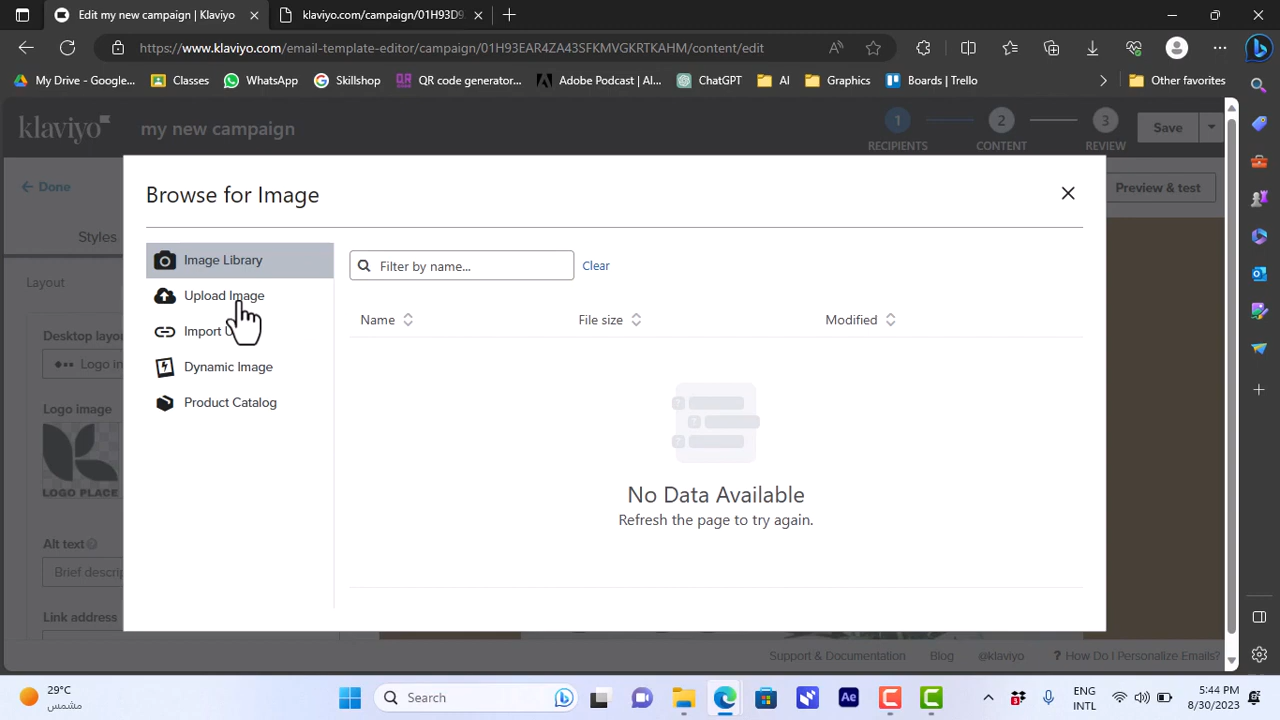 Edit my new campaign | Klaviyo
klaviyo.com/campaign/01H93D9
https://www.klaviyo.com/email-template-editor/campaign/01H93EAR4ZA43SFKMVGKRTKAHM/content/edit
My Drive - Google...
Classes
WhatsApp
Skillshop
QR code generator...
Adobe Podcast | AI...
ChatGPT
AI
Graphics
Boards | Trello
Other favorites
klaviyo
my new campaign
1
2
3
RECIPIENTS
CONTENT
REVIEW
Save
Done
Preview & test
Browse for Image
Styles
Image Library
Filter by name...
Clear
Layout
Upload Image
Name
File size
Modified
Import
Desktop
Logo
Dynamic Image
Logo image
Product Catalog
LOGO PLACE
No Data Available
Refresh the page to try again.
Alt text
Brief
Link address
Support & Documentation
Blog
@klaviyo
? How Do I Personalize Emails?
29°C
مشمس
Search
Ae
ENG
INTL
5:44 PM
8/30/2023